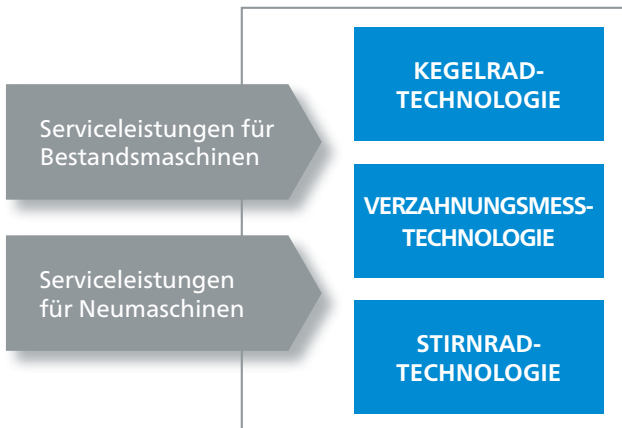 Serviceleistungen für
Bestandsmaschinen
Serviceleistungen
für Neumaschinen
KEGELRAD-
TECHNOLOGIE
VERZAHNUNGSMESS-
TECHNOLOGIE
STIRNRAD-
TECHNOLOGIE